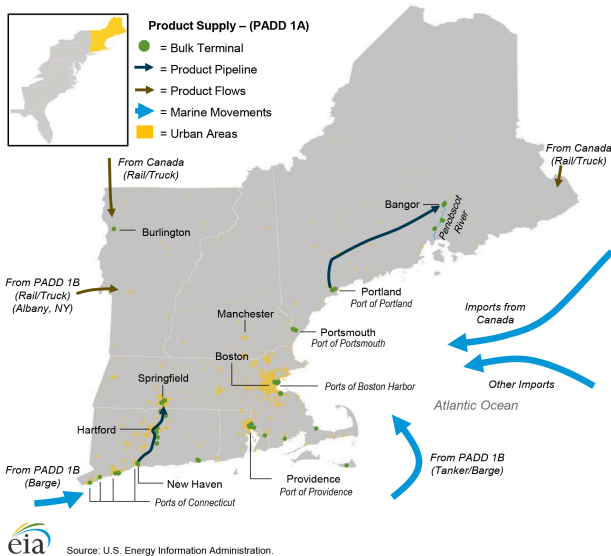 Product Supply – (PADD 1A)
= Bulk Terminal
= Product Pipeline
= Product Flows
= Marine Movements
= Urban Areas
From Canada
(Rail/Truck)
From Canada
(Rail/Truck)
Bangor
Penobscot
River
Burlington
From PADD 1B
(Rail/Truck)
(Albany, NY)
Portland
Port of Portland
Manchester
Imports from
Canada
Portsmouth
Port of Portsmouth
Boston
Springfield
Ports of Boston Harbor
Other Imports
Atlantic Ocean
Hartford
From PADD 1B
(Tanker/Barge)
From PADD 1B
(Barge)
New Haven
Providence
Port of Providence
Ports of Connecticut
eia
Source: U.S. Energy Information Administration.